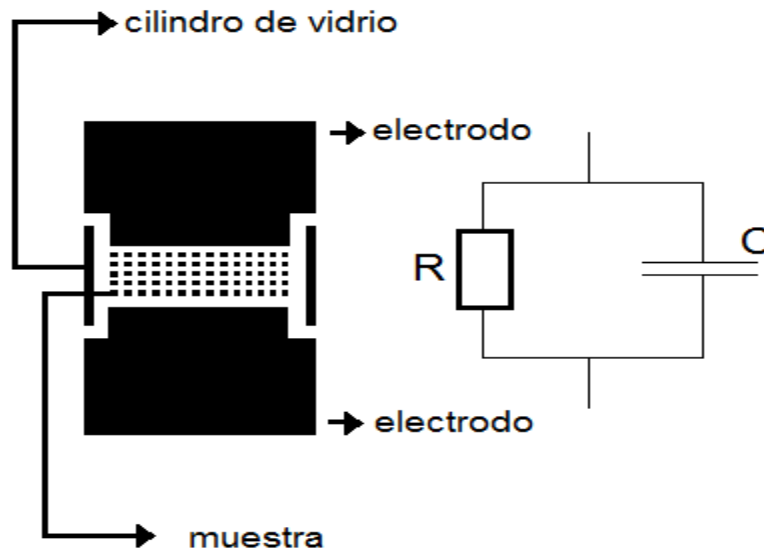 cilindro de vidrio
electrodo
R
C
electrodo
muestra